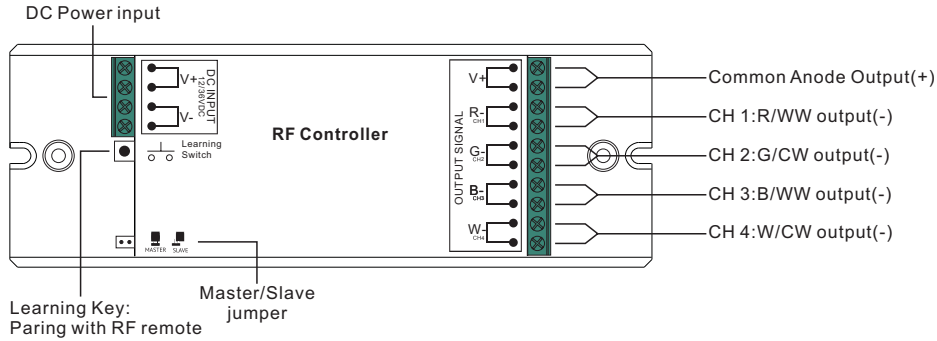 DC Power input
V+
V-
DC INPUT
12/36VDC
Learning
Switch
RF Controller
MASTER
SLAVE
OUTPUT SIGNAL
V+
R-
CH1
G-
CH2
B-
CH3
W-
CH4
Common Anode Output(+)
CH 1:R/WW output(-)
CH 2:G/CW output(-)
CH 3:B/WW output(-)
CH 4:W/CW output(-)
Learning Key:
Paring with RF remote
Master/Slave
jumper